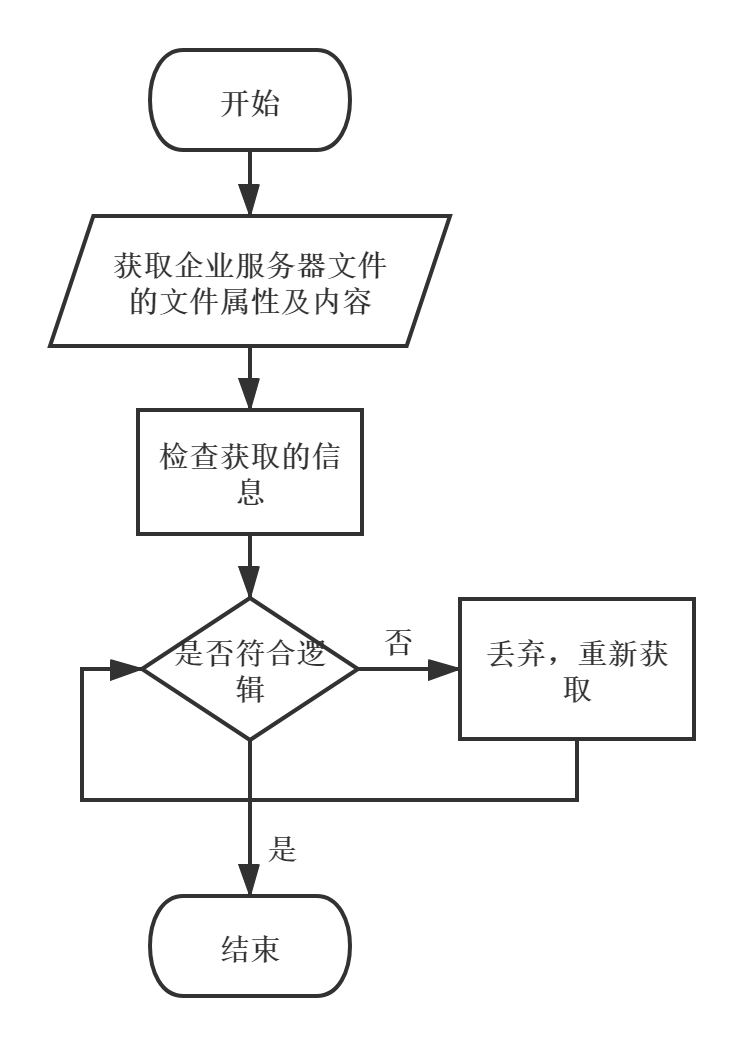 开始
获取企业服务器文件
的文件属性及内容
检查获取的信
息
是否符合逻
辑
否
丢弃，重新获
取
是
结束